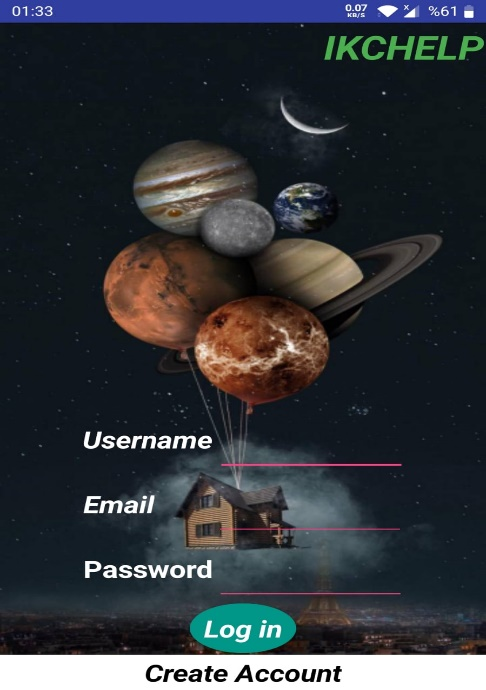 01:33 0.07 KB/S x %61
IKCHELP
Username
Email
Password
Log in
Create Account